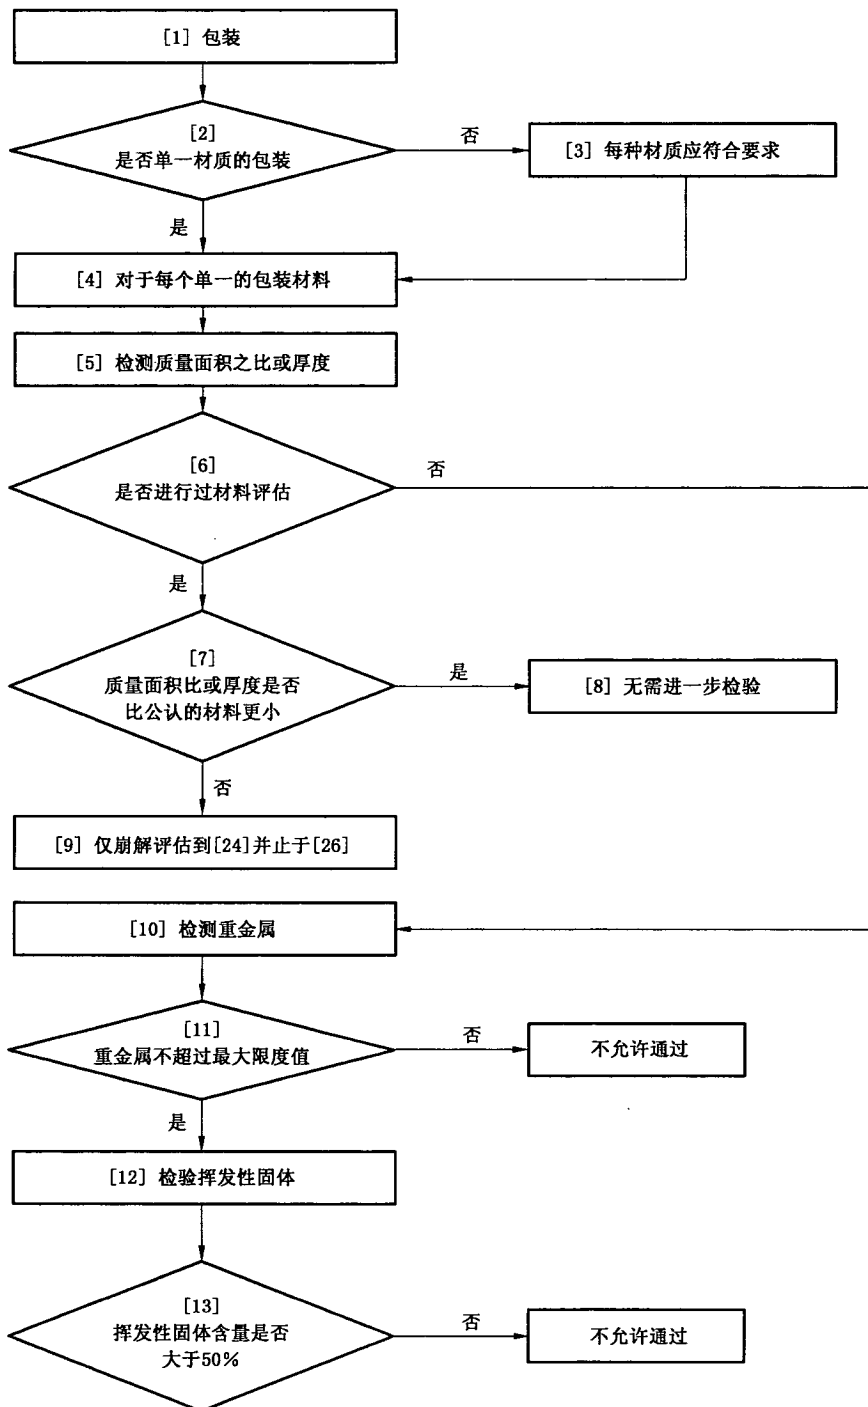 [1] 包装
[2]
是否单一材质的包装
否
[3] 每种材质应符合要求
是
[4] 对于每个单一的包装材料
[5] 检测质量面积之比或厚度
[6]
是否进行过材料评估
否
是
[7]
质量面积比或厚度是否
比公认的材料更小
是
[8] 无需进一步检验
否
[9] 仅崩解评估到[24]并止于[26]
[10] 检测重金属
[11]
重金属不超过最大限度值
否
不允许通过
是
[12] 检验挥发性固体
[13]
挥发性固体含量是否
大于50%
否
不允许通过